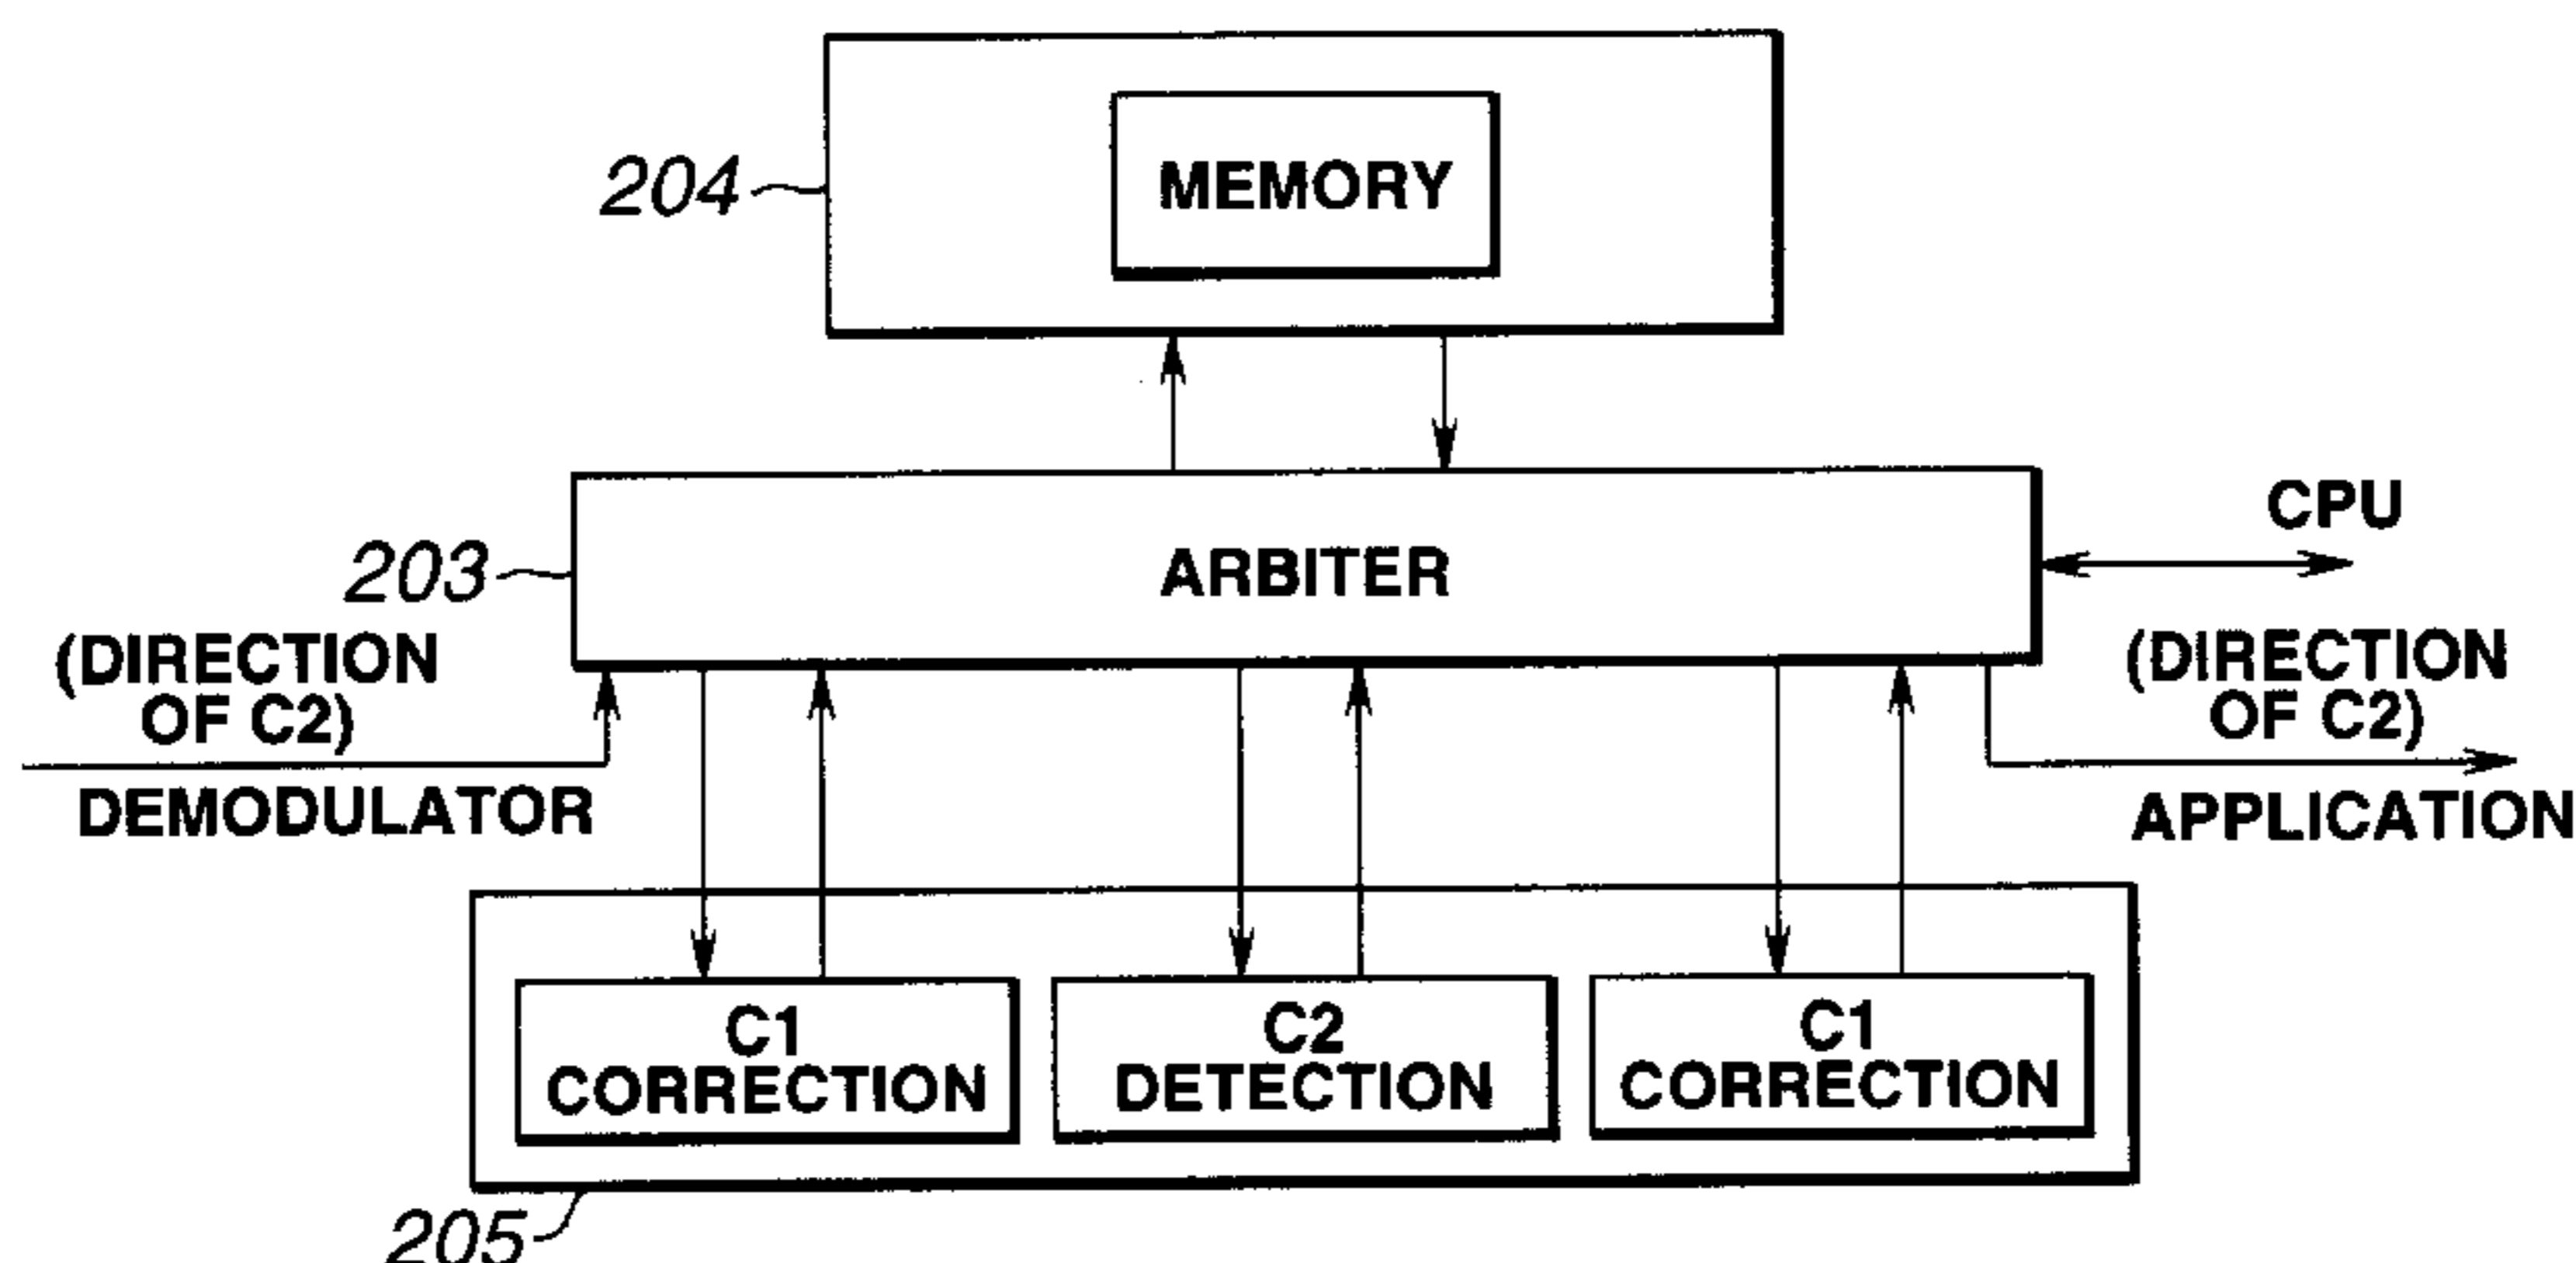 204
MEMORY
203
ARBITER
CPU
(DIRECTION
OF C2)
DEMODULATOR
(DIRECTION
OF C2)
APPLICATION
C1
CORRECTION
C2
DETECTION
C1
CORRECTION
205